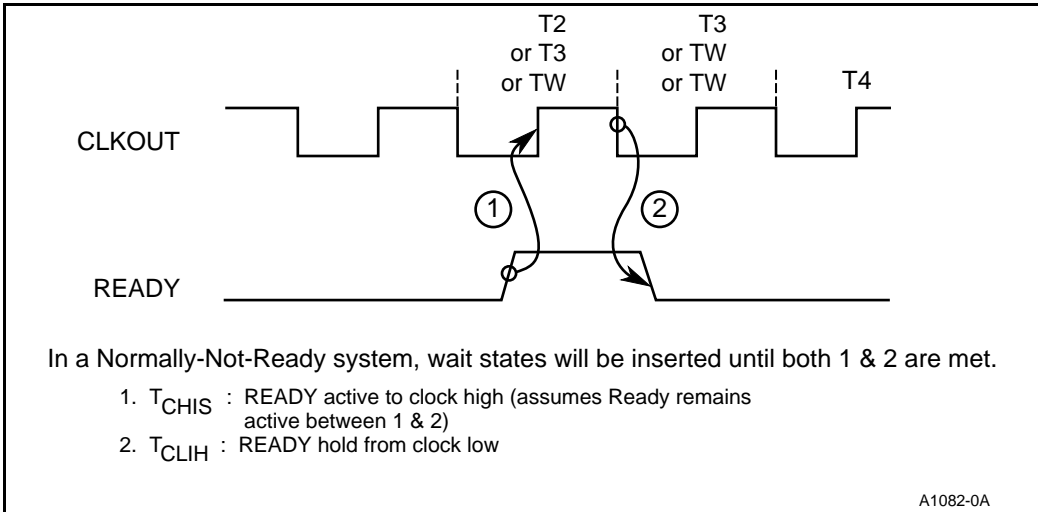 T2 T3
or T3 or TW
or TW or TW T4
CLKOUT
1 2
READY
In a Normally-Not-Ready system, wait states will be inserted until both 1 & 2 are met.
1. TCHIS : READY active to clock high (assumes Ready remains
active between 1 & 2)
2. TCLIH : READY hold from clock low
A1082-0A